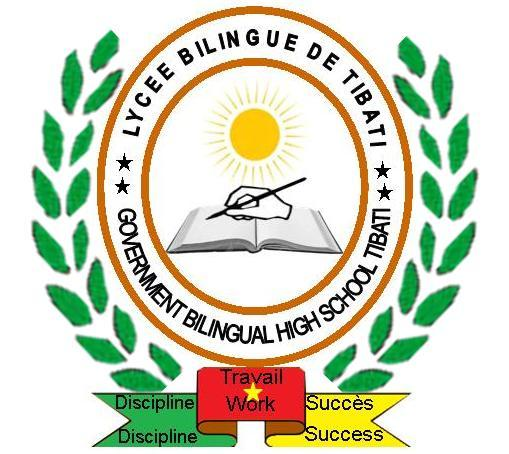 LYCEE BILINGUE DE TIBATI
GOVERNMENT BILINGUAL HIGH SCHOOL TIBATI
Travail
Work
Discipline
Discipline
Succès
Success